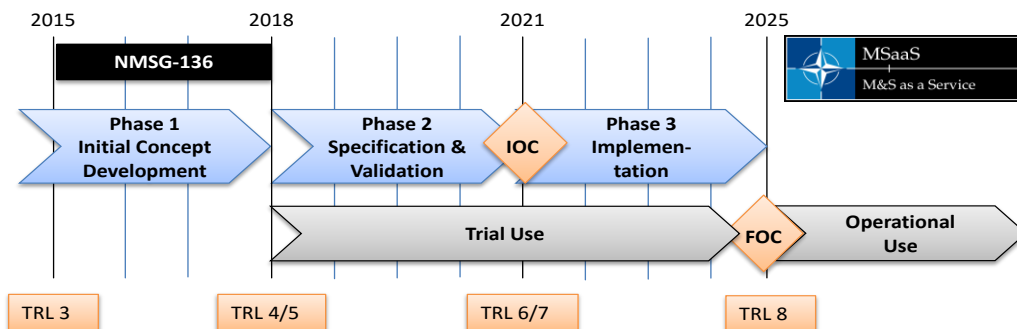 2015
2018
2021
2025
NMSG-136
MSaaS
M&S as a Service
Phase 1
Initial Concept
Development
Phase 2
Specification &
Validation
IOC
Phase 3
Implemen-
tation
Trial Use
FOC
Operational
Use
TRL 3
TRL 4/5
TRL 6/7
TRL 8